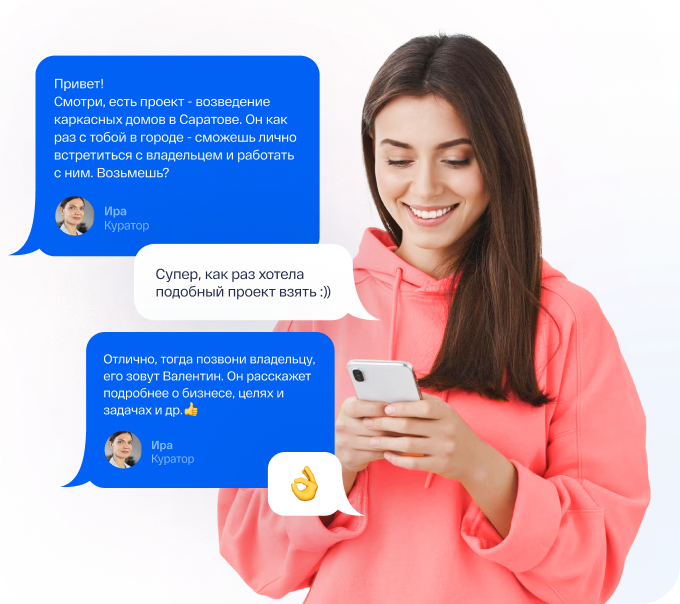 Привет!
Смотри, есть проект - возведение
каркасных домов в Саратове. Он как
раз с тобой в городе - сможешь лично
встретиться с владельцем и работать
с ним. Возьмешь?
Ира
Куратор
Супер, как раз хотела
подобный проект взять :))
Отлично, тогда позвони владельцу,
его зовут Валентин. Он расскажет
подробнее о бизнесе, целях и
задачах и др.👍
Ира
Куратор
👌